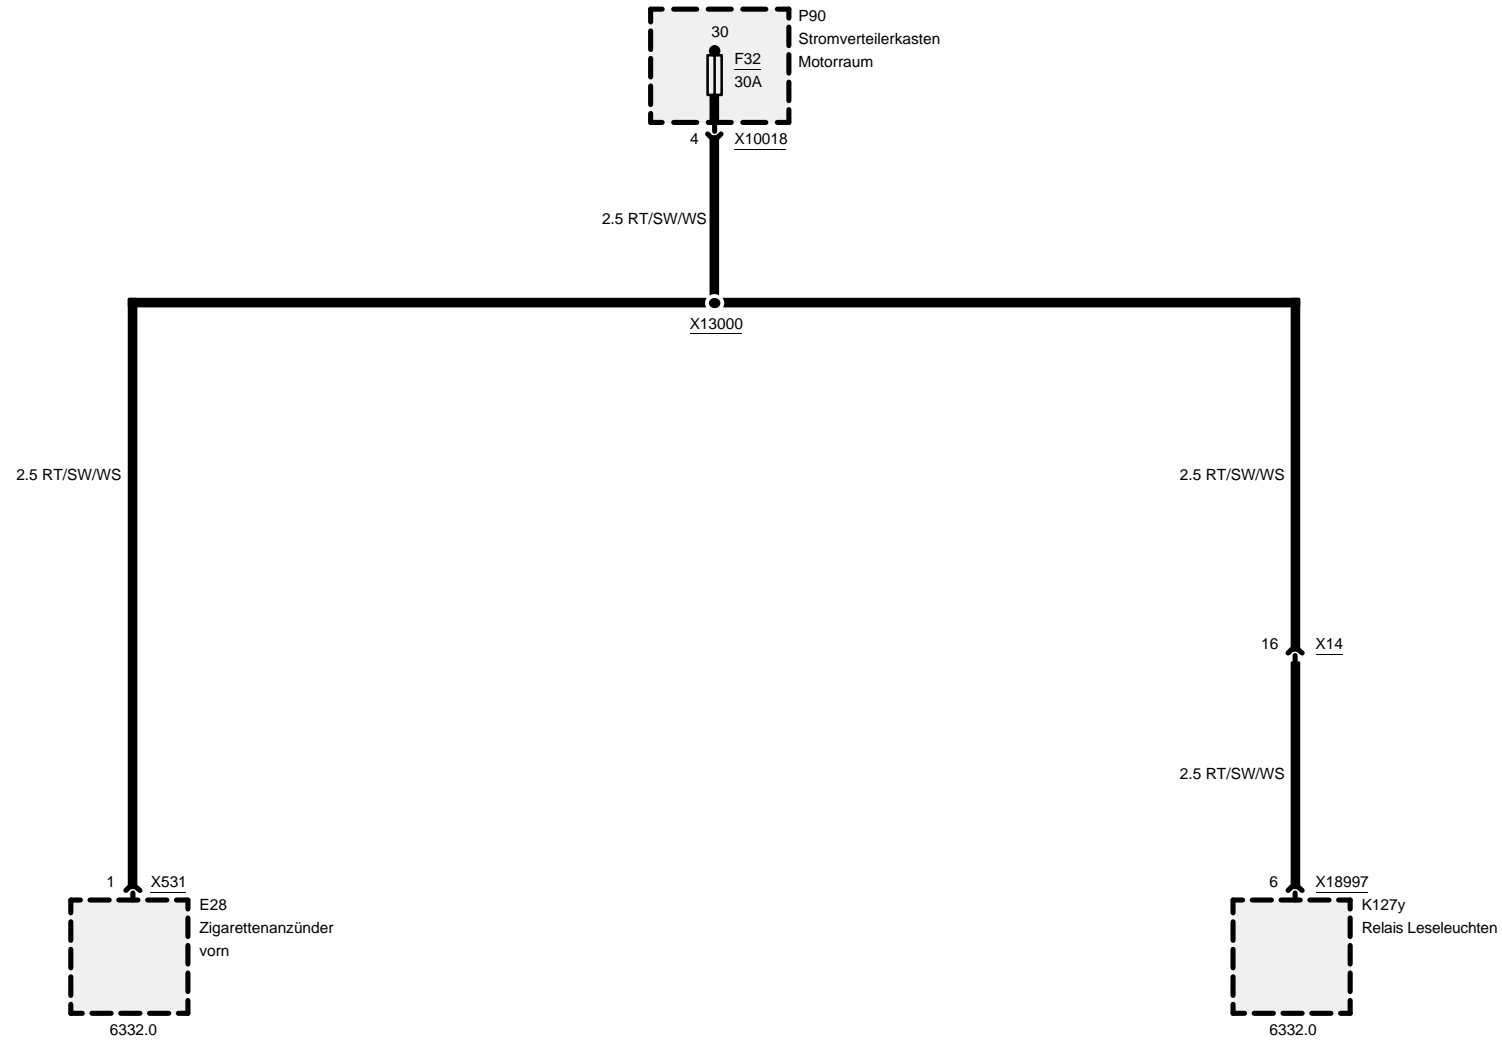 P90
30
Stromverteilerkasten
F32
Motorraum
30A
4
X10018
2.5 RT/SW/WS
X13000
2.5 RT/SW/WS
2.5 RT/SW/WS
16
X14
2.5 RT/SW/WS
1
X531
6
X18997
E28
Zigarettenanzünder
vorn
K127y
Relais Leseleuchten
6332.0
6332.0